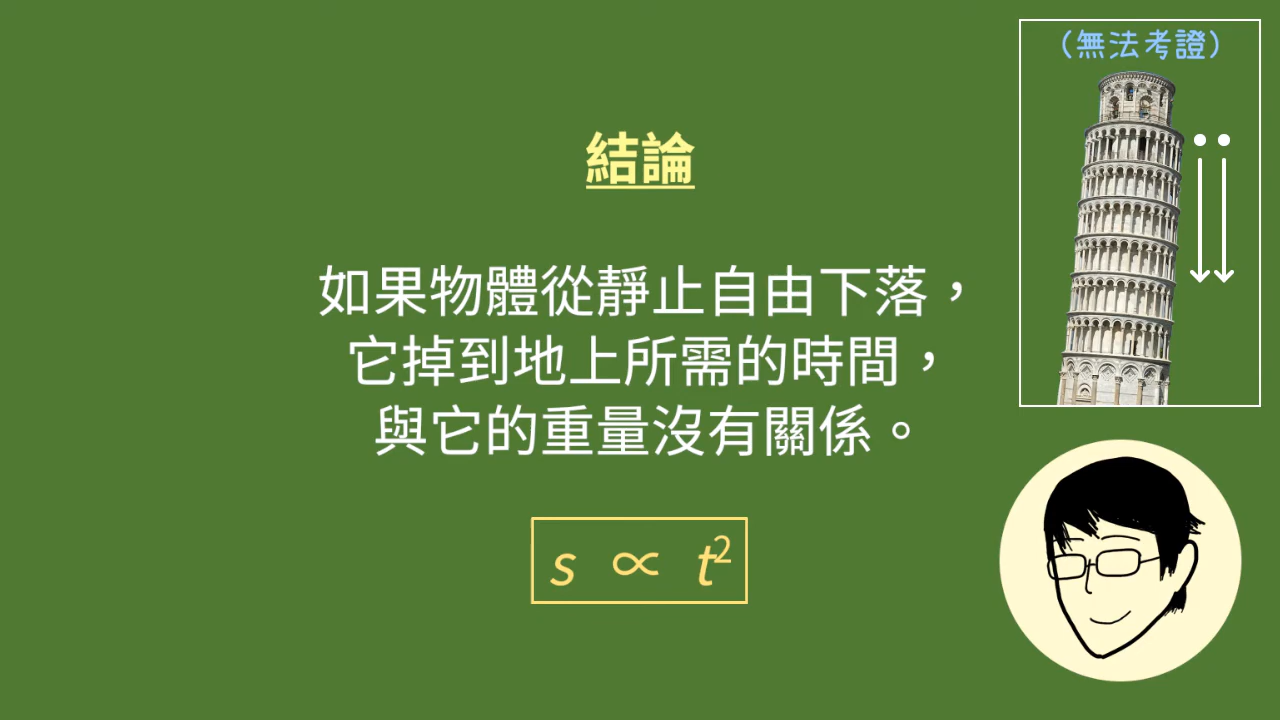 結論
如果物體從靜止自由下落，
它掉到地上所需的時間，
與它的重量沒有關係。
s ∝ t²
（無法考證）